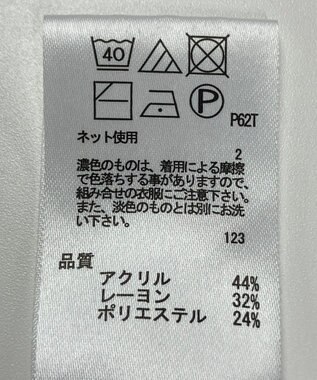 40
P
P62T
ネット使用
2
濃色のものは、着用による摩擦
で色落ちする事がありますので、
組み合せの衣服にご注意下さい。
また、淡色のものとは別にお洗
い下さい。
123
品質
アクリル 44%
レーヨン 32%
ポリエステル 24%